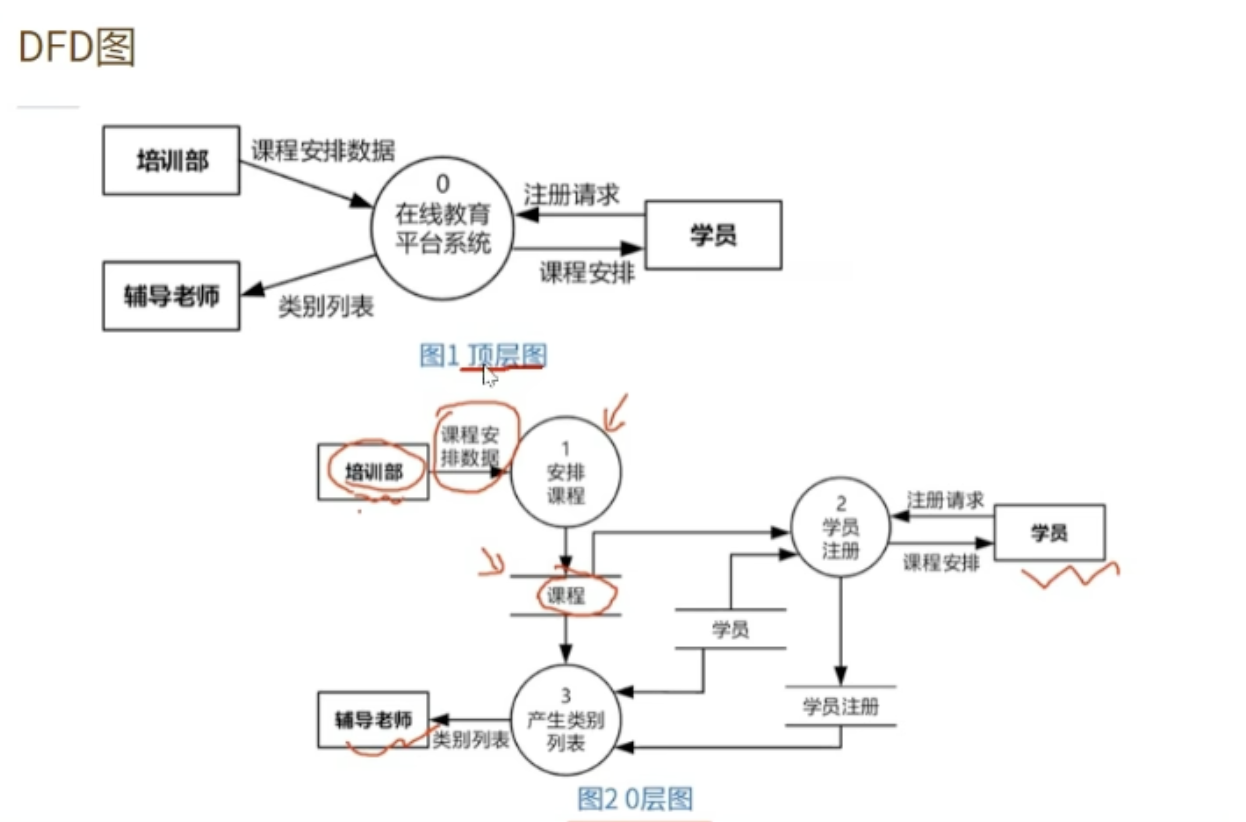 DFD图
培训部
课程安排数据
0
在线教育
平台系统
注册请求
学员
课程安排
辅导老师
类别列表
图1 顶层图
培训部
课程安
排数据
1
安排
课程
2
学员
注册
注册请求
学员
课程安排
课程
学员
学员注册
3
产生类别
列表
辅导老师
类别列表
图2 0层图